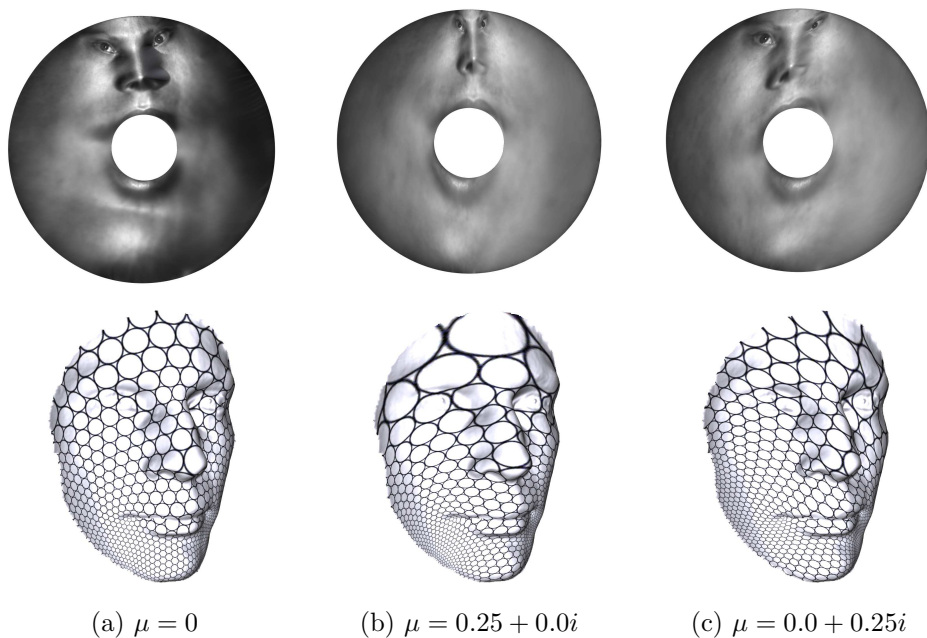 (a) μ = 0
(b) μ = 0.25 + 0.0i
(c) μ = 0.0 + 0.25i